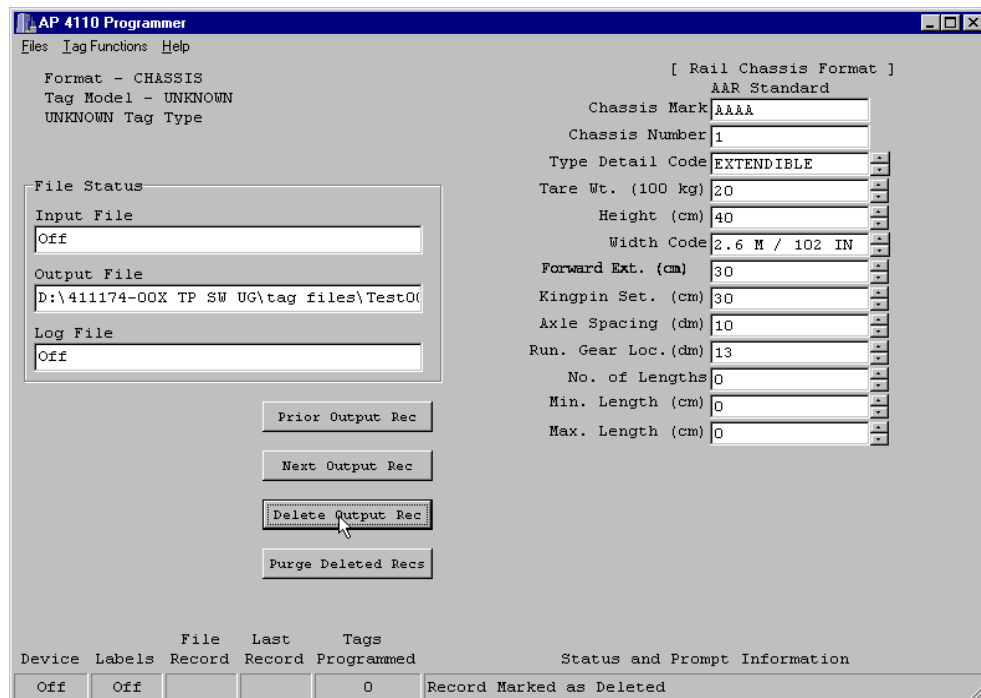 AP 4110 Programmer
Files Tag Functions Help
Format - CHASSIS
Tag Model - UNKNOWN
UNKNOWN Tag Type
[ Rail Chassis Format ]
AAR Standard
Chassis Mark AAAA
Chassis Number 1
Type Detail Code EXTENDIBLE
Tare Wt. (100 kg) 20
Height (cm) 40
Width Code 2.6 M / 102 IN
Forward Ext. (cm) 30
Kingpin Set. (cm) 30
Axle Spacing (dm) 10
Run. Gear Loc.(dm) 13
No. of Lengths 0
Min. Length (cm) 0
Max. Length (cm) 0
File Status
Input File
Off
Output File
D:\411174-00X TP SW UG\tag files\Test0
Log File
Off
Prior Output Rec
Next Output Rec
Delete Output Rec
Purge Deleted Recs
Device Labels File Record Last Record Tags Programmed Status and Prompt Information
Off Off 0 Record Marked as Deleted